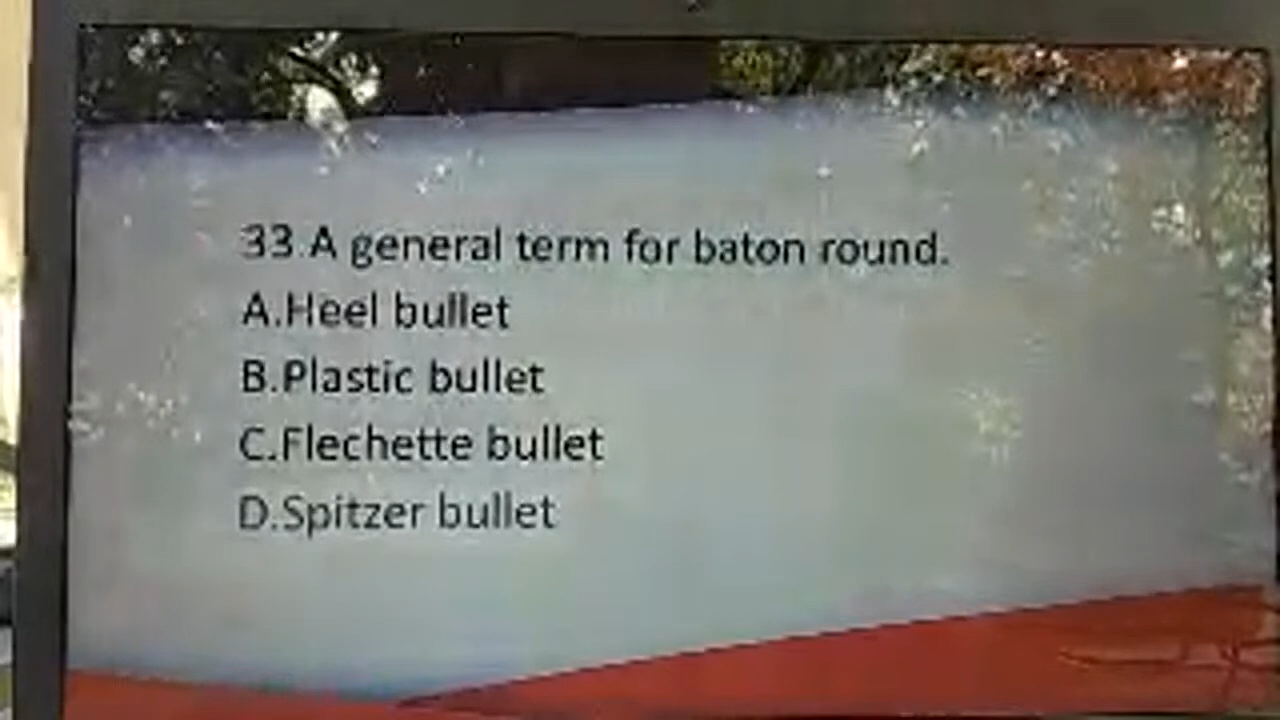 33.A general term for baton round.
A.Heel bullet
B.Plastic bullet
C.Flechette bullet
D.Spitzer bullet